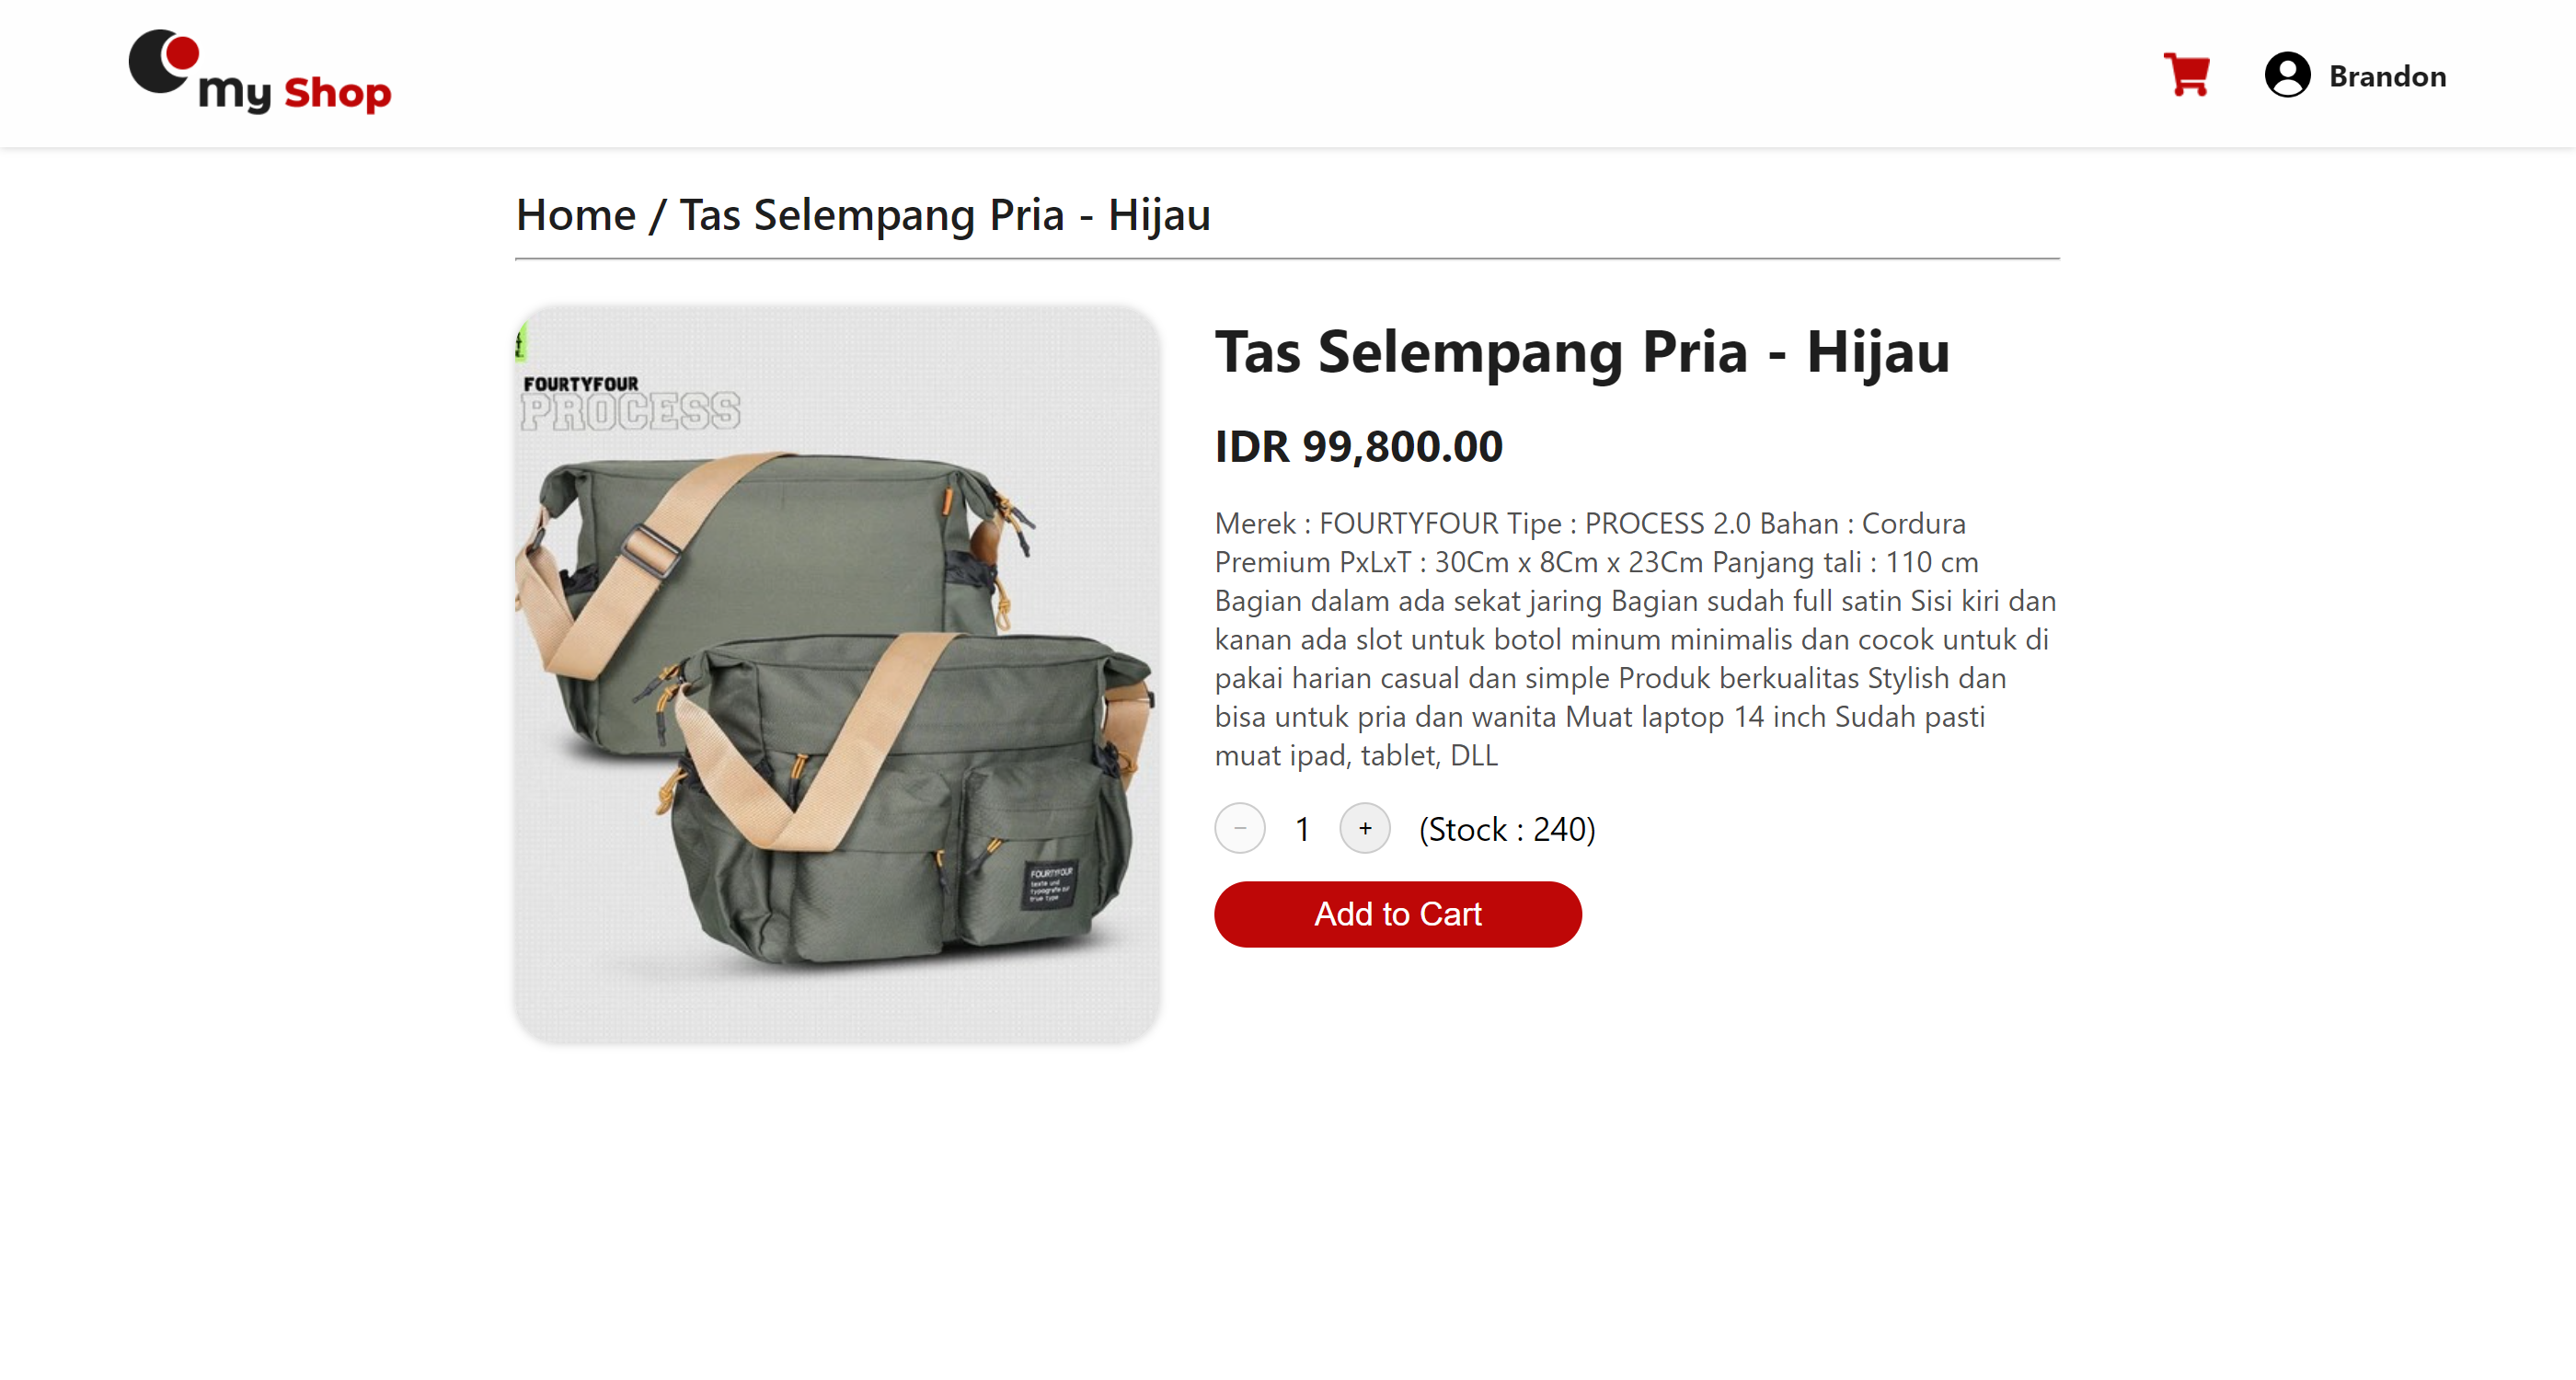 My Shop
Brandon
Home / Tas Selempang Pria - Hijau
FOURTYFOUR
PROCESS
FOURTYFOUR
Tas Selempang Pria - Hijau
IDR 99,800.00
Merek : FOURTYFOUR Tipe : PROCESS 2.0 Bahan : Cordura
Premium PxLxT : 30Cm x 8Cm x 23Cm Panjang tali : 110 cm
Bagian dalam ada sekat jaring Bagian sudah full satin Sisi kiri dan
kanan ada slot untuk botol minum minimalis dan cocok untuk di
pakai harian casual dan simple Produk berkualitas Stylish dan
bisa untuk pria dan wanita Muat laptop 14 inch Sudah pasti
muat ipad, tablet, DLL
− 1 + (Stock : 240)
Add to Cart